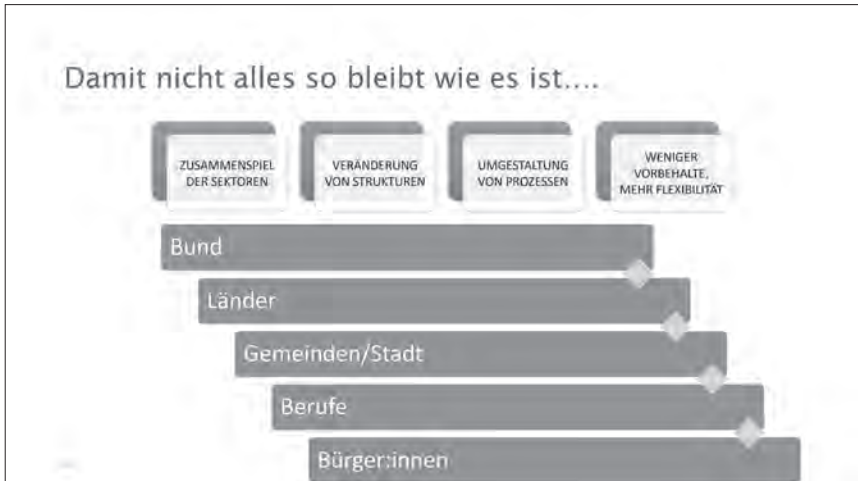 Damit nicht alles so bleibt wie es ist....
ZUSAMMENSPIEL
DER SEKTOREN
VERÄNDERUNG
VON STRUKTUREN
UMGESTALTUNG
VON PROZESSEN
WENIGER
VORBEHALTE,
MEHR FLEXIBILITÄT
Bund
Länder
Gemeinden/Stadt
Berufe
Bürger:innen